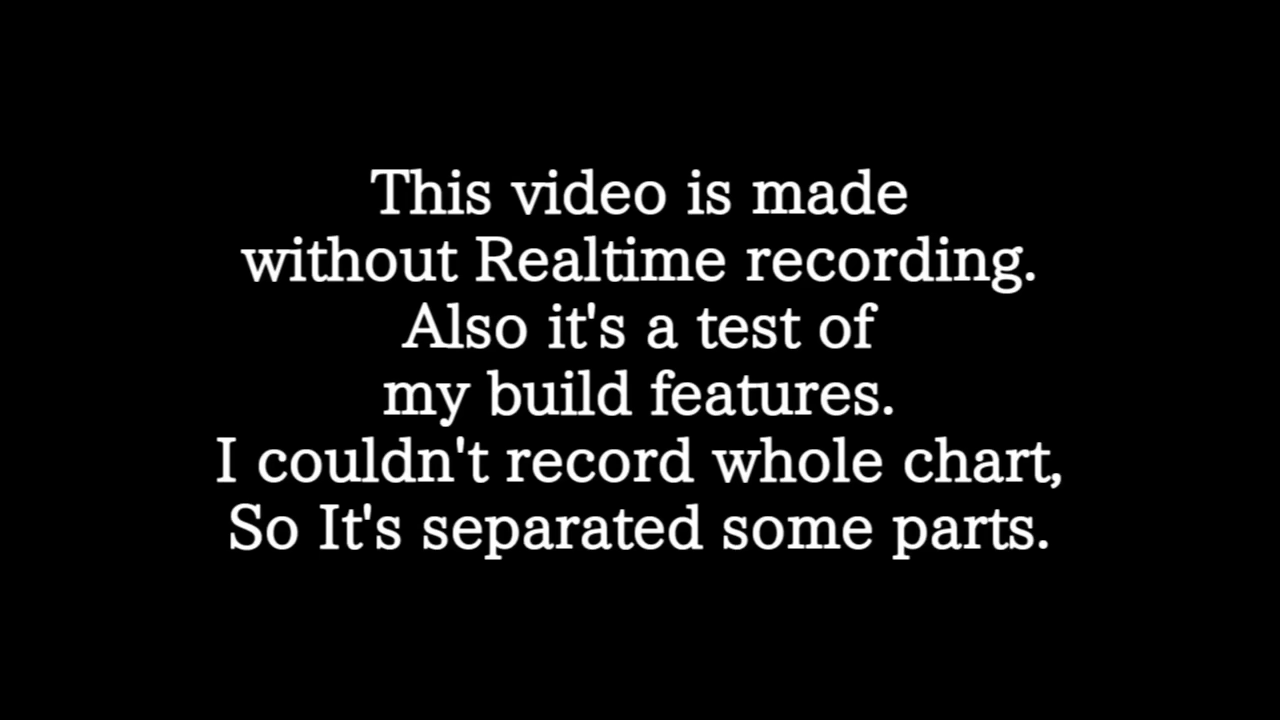 This video is made
without Realtime recording.
Also it's a test of
my build features.
I couldn't record whole chart,
So It's separated some parts.